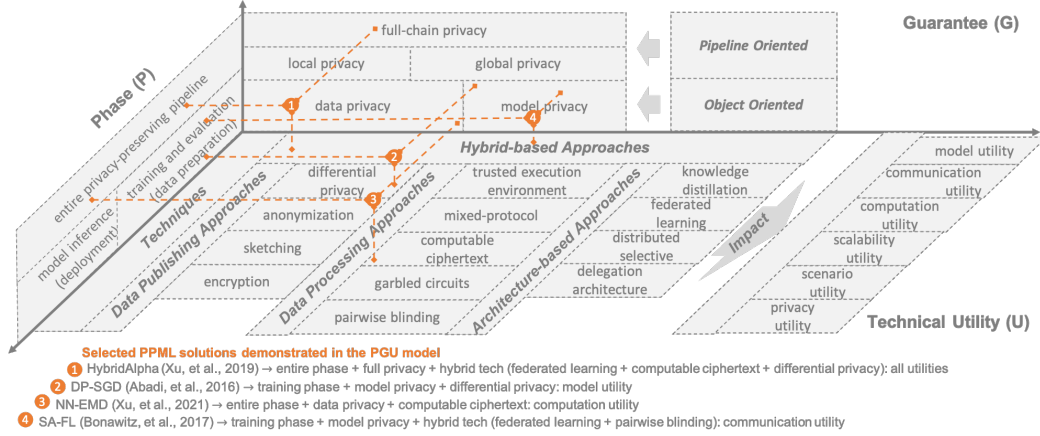 Guarantee (G)
full-chain privacy
Pipeline Oriented
local privacy
global privacy
Phase (P)
data privacy
model privacy
Object Oriented
entire privacy-preserving pipeline
training and evaluation
(data preparation)
model inference
(deployment)
Techniques
Hybrid-based Approaches
Data Publishing Approaches
differential
privacy
anonymization
sketching
encryption
Data Processing Approaches
trusted execution
environment
mixed-protocol
computable
ciphertext
garbled circuits
pairwise blinding
Architecture-based Approaches
knowledge
distillation
federated
learning
distributed
selective
delegation
architecture
Impact
model utility
communication
utility
computation
utility
scalability
utility
scenario
utility
privacy
utility
Technical Utility (U)
1
2
3
4
Selected PPML solutions demonstrated in the PGU model
1 HybridAlpha (Xu, et al., 2019) → entire phase + full privacy + hybrid tech (federated learning + computable ciphertext + differential privacy): all utilities
2 DP-SGD (Abadi, et al., 2016) → training phase + model privacy + differential privacy: model utility
3 NN-EMD (Xu, et al., 2021) → entire phase + data privacy + computable ciphertext: computation utility
4 SA-FL (Bonawitz, et al., 2017) → training phase + model privacy + hybrid tech (federated learning + pairwise blinding): communication utility